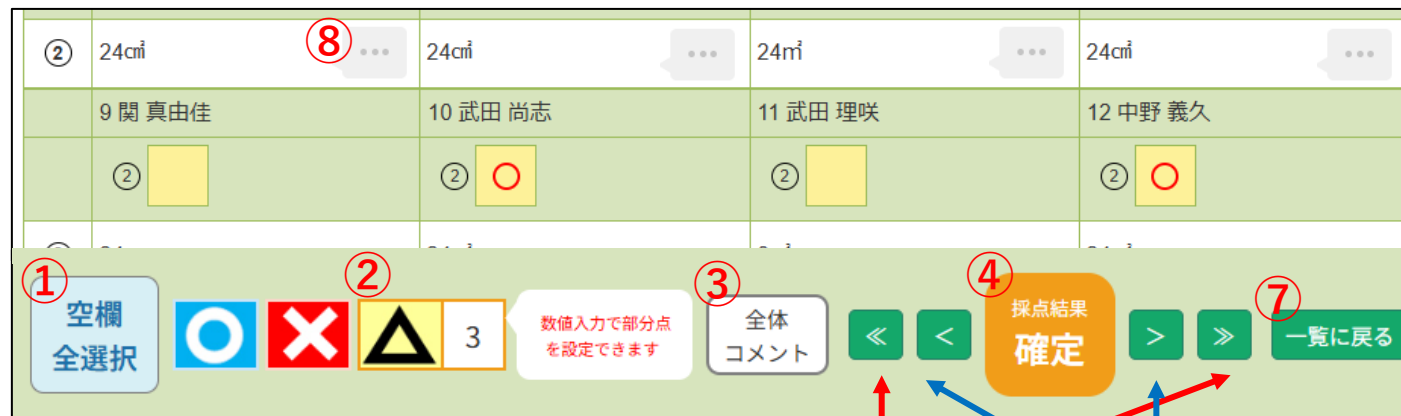 ⑧
② 24㎠ … 24㎠ … 24㎡ … 24㎠ …
9 関 真由佳 10 武田 尚志 11 武田 理咲 12 中野 義久
② ② ○ ② ② ○
① ② ③ ④ ⑦
空欄
全選択
3
数値入力で部分点
を設定できます
全体
コメント
≪ <
採点結果
確定
> ≫
一覧に戻る